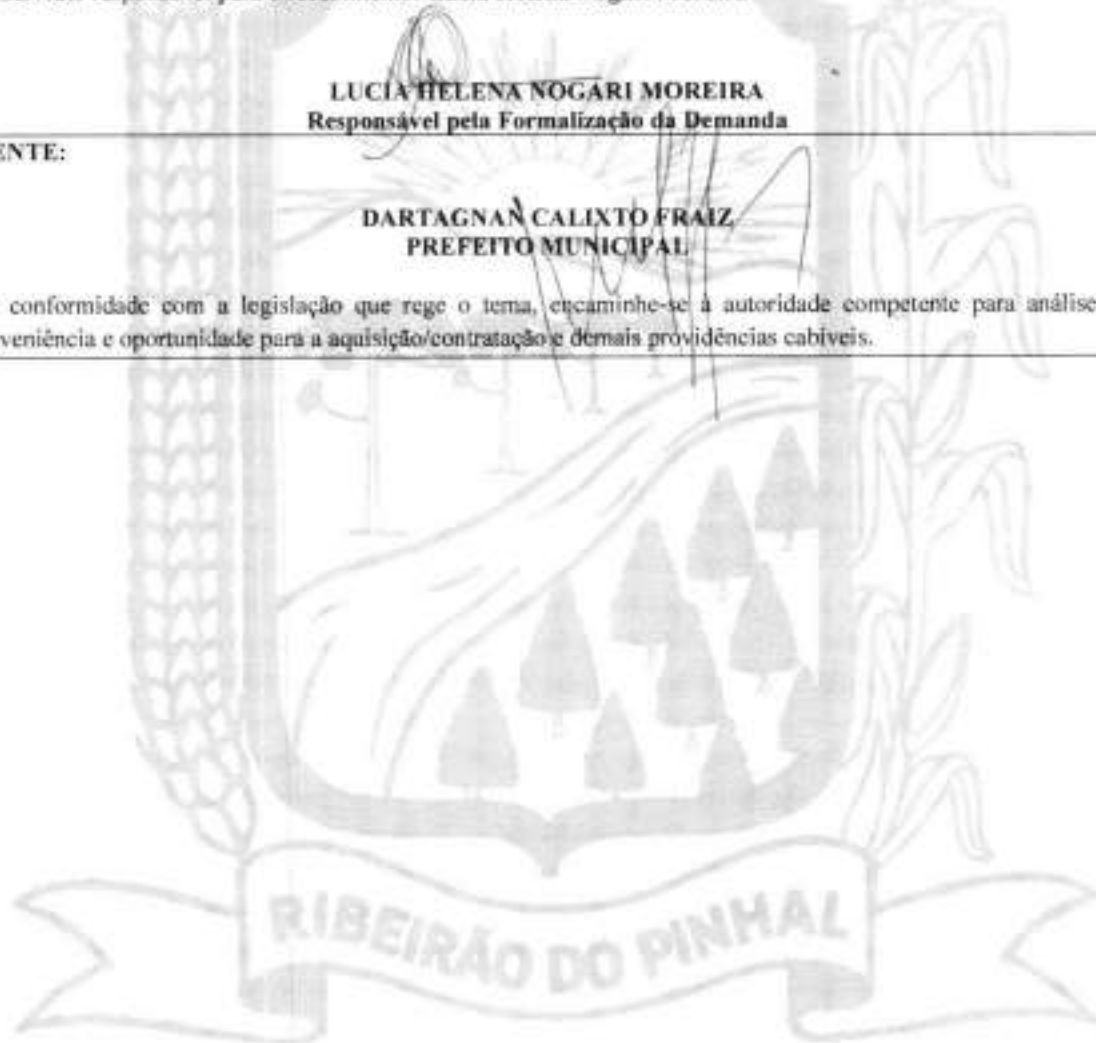 LUCIA HELENA NOGARI MOREIRA
Responsável pela Formalização da Demanda
ENTE:
DARTAGNAN CALIXTO FRAIZ
PREFEITO MUNICIPAL
conformidade com a legislação que rege o tema, encaminhe-se à autoridade competente para análise
veniência e oportunidade para a aquisição/contratação e demais providências cabíveis.
RIBEIRÃO DO PINHAL